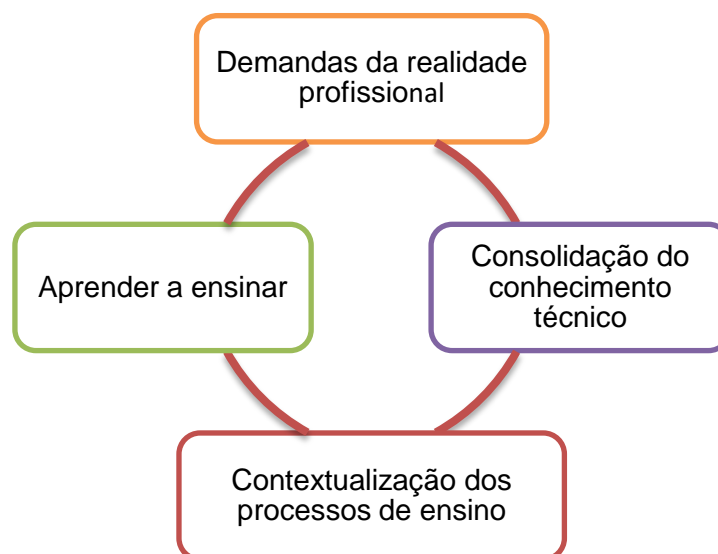 Demandas da realidade
profissional
Aprender a ensinar
Consolidação do
conhecimento
técnico
Contextualização dos
processos de ensino